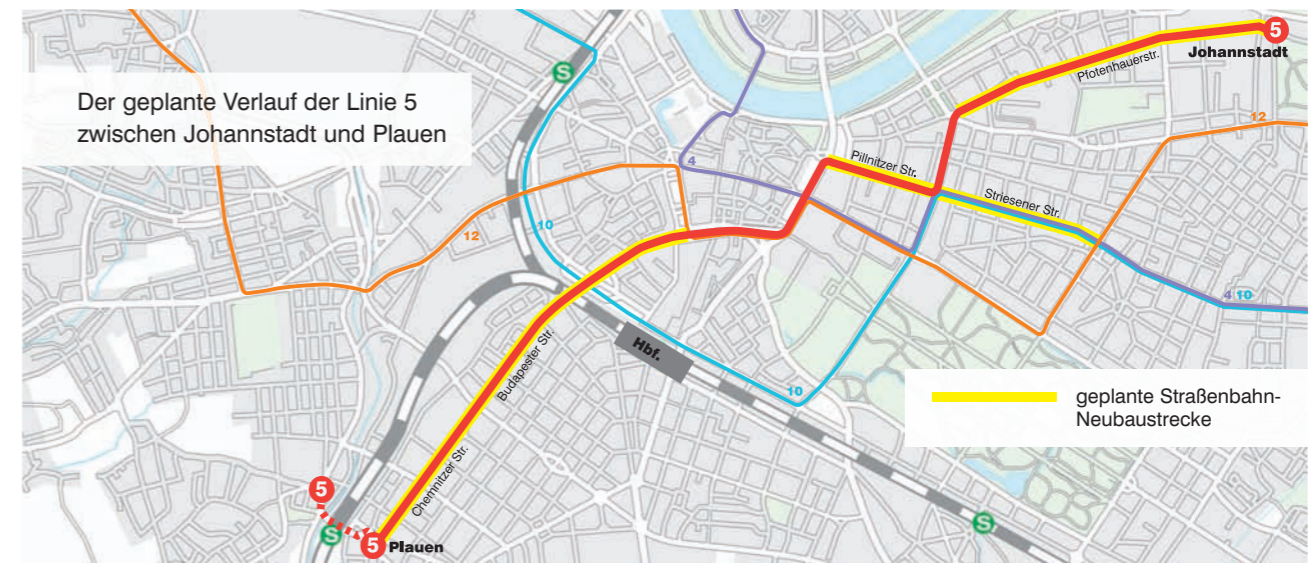 Der geplante Verlauf der Linie 5
zwischen Johannstadt und Plauen
S
5
Johannstadt
Pfotenhauerstr.
12
4
Pillnitzer Str.
Striesener Str.
10
12
4 10
Hbf.
Budapester Str.
10
geplante Straßenbahn-
Neubaustrecke
Chemnitzer Str.
5
S
5 Plauen
S